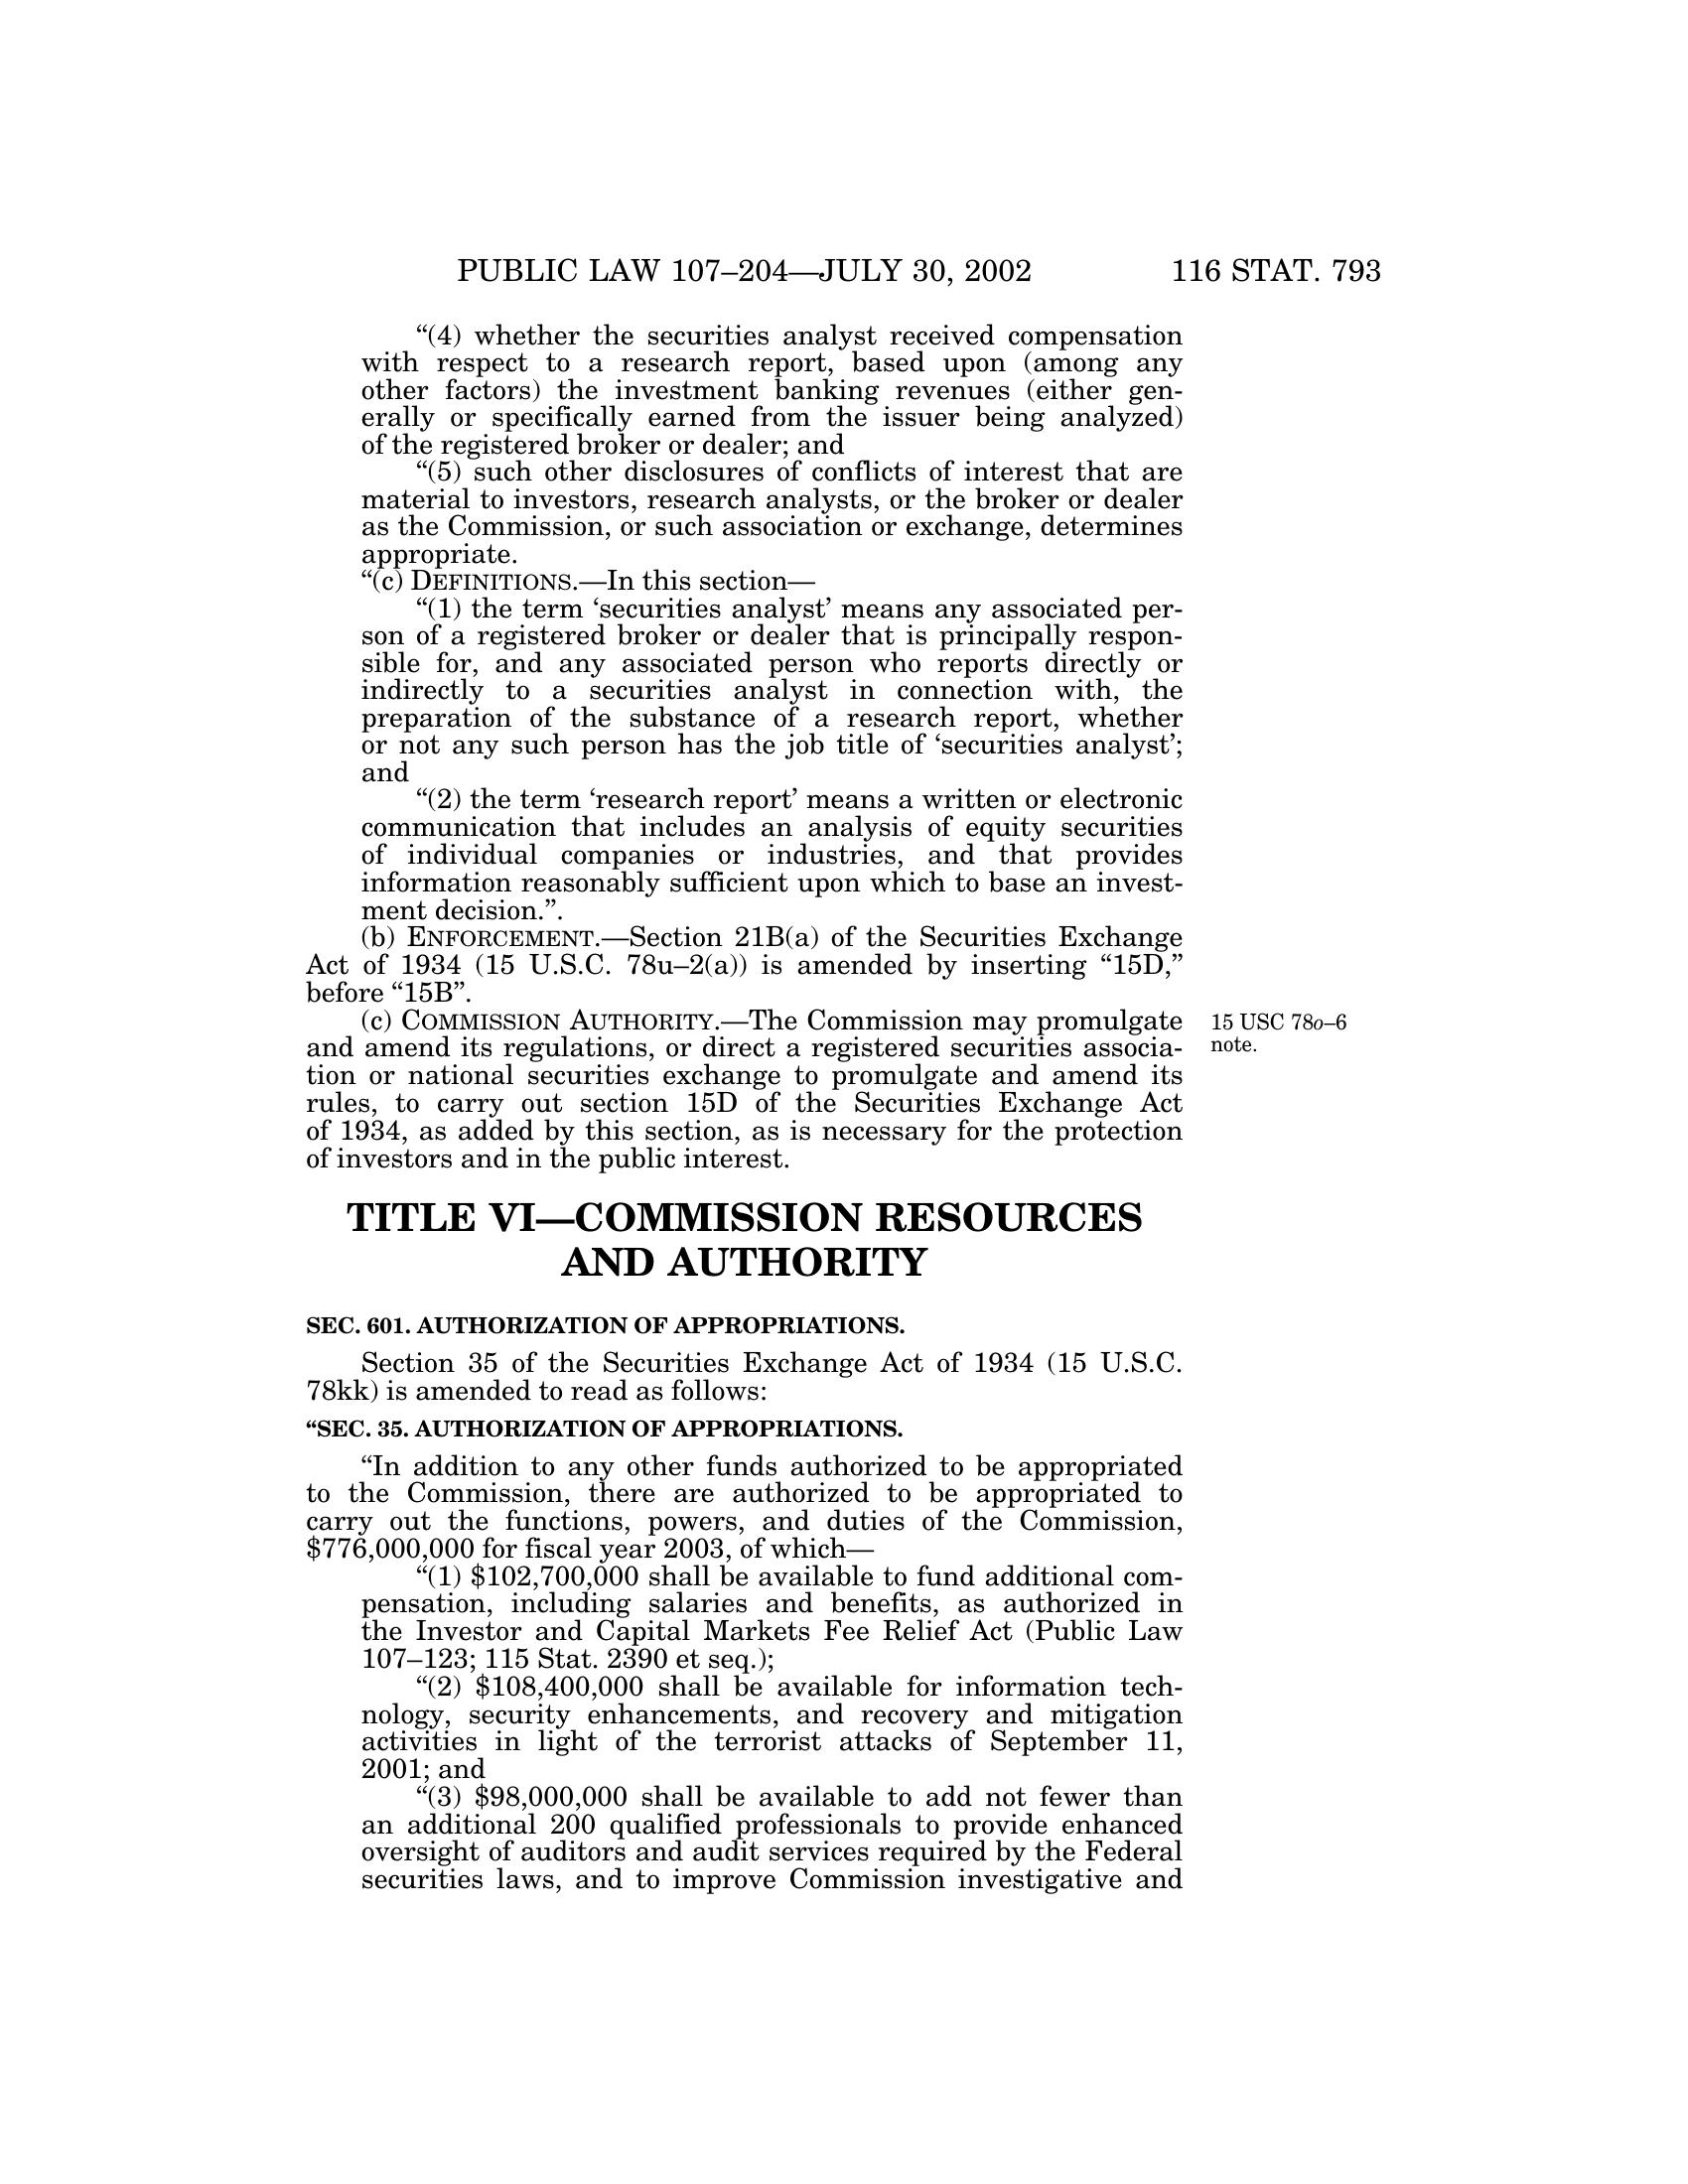 PUBLIC LAW 107–204—JULY 30, 2002 116 STAT. 793
“(4) whether the securities analyst received compensation
with respect to a research report, based upon (among any
other factors) the investment banking revenues (either gen-
erally or specifically earned from the issuer being analyzed)
of the registered broker or dealer; and
“(5) such other disclosures of conflicts of interest that are
material to investors, research analysts, or the broker or dealer
as the Commission, or such association or exchange, determines
appropriate.
“(c) DEFINITIONS.—In this section—
“(1) the term ‘securities analyst’ means any associated per-
son of a registered broker or dealer that is principally respon-
sible for, and any associated person who reports directly or
indirectly to a securities analyst in connection with, the
preparation of the substance of a research report, whether
or not any such person has the job title of ‘securities analyst’;
and
“(2) the term ‘research report’ means a written or electronic
communication that includes an analysis of equity securities
of individual companies or industries, and that provides
information reasonably sufficient upon which to base an invest-
ment decision.”.
(b) ENFORCEMENT.—Section 21B(a) of the Securities Exchange
Act of 1934 (15 U.S.C. 78u–2(a)) is amended by inserting “15D,”
before “15B”.
(c) COMMISSION AUTHORITY.—The Commission may promulgate
and amend its regulations, or direct a registered securities associa-
tion or national securities exchange to promulgate and amend its
rules, to carry out section 15D of the Securities Exchange Act
of 1934, as added by this section, as is necessary for the protection
of investors and in the public interest.
15 USC 78o–6
note.
TITLE VI—COMMISSION RESOURCES
AND AUTHORITY
SEC. 601. AUTHORIZATION OF APPROPRIATIONS.
Section 35 of the Securities Exchange Act of 1934 (15 U.S.C.
78kk) is amended to read as follows:
“SEC. 35. AUTHORIZATION OF APPROPRIATIONS.
“In addition to any other funds authorized to be appropriated
to the Commission, there are authorized to be appropriated to
carry out the functions, powers, and duties of the Commission,
$776,000,000 for fiscal year 2003, of which—
“(1) $102,700,000 shall be available to fund additional com-
pensation, including salaries and benefits, as authorized in
the Investor and Capital Markets Fee Relief Act (Public Law
107–123; 115 Stat. 2390 et seq.);
“(2) $108,400,000 shall be available for information tech-
nology, security enhancements, and recovery and mitigation
activities in light of the terrorist attacks of September 11,
2001; and
“(3) $98,000,000 shall be available to add not fewer than
an additional 200 qualified professionals to provide enhanced
oversight of auditors and audit services required by the Federal
securities laws, and to improve Commission investigative and